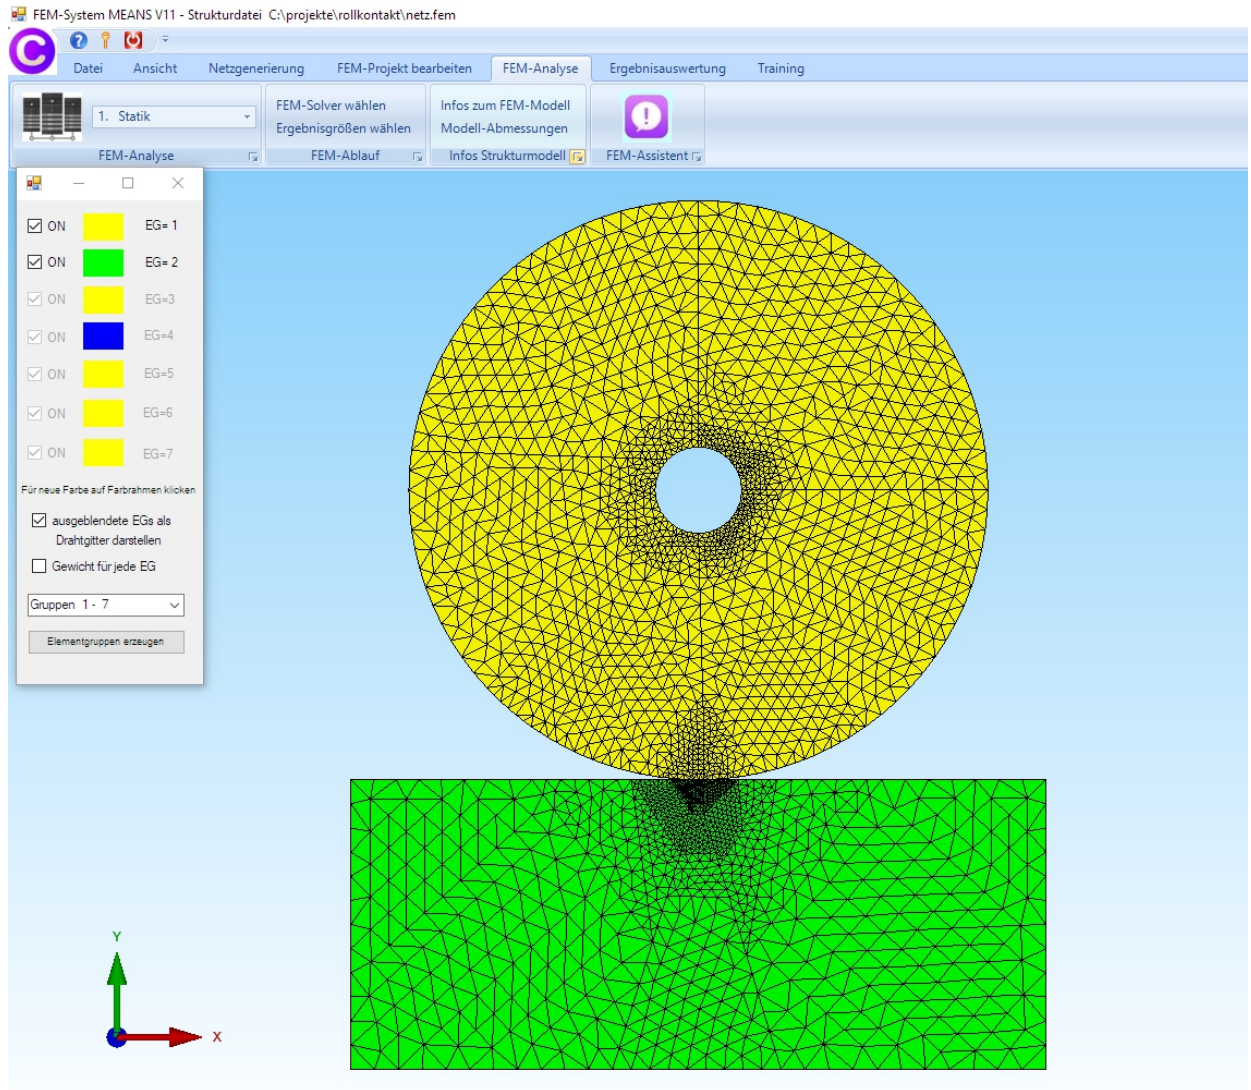 FEM-System MEANS V11 - Strukturdatei C:\projekte\rollkontakt\netz.fem
Datei Ansicht Netzgenerierung FEM-Projekt bearbeiten FEM-Analyse Ergebnisauswertung Training
1. Statik
FEM-Analyse
FEM-Solver wählen
Ergebnisgrößen wählen
FEM-Ablauf
Infos zum FEM-Modell
Modell-Abmessungen
Infos Strukturmodell
FEM-Assistent
ON EG= 1
ON EG= 2
ON EG=3
ON EG=4
ON EG=5
ON EG=6
ON EG=7
Für neue Farbe auf Farbrahmen klicken
ausgeblendete EGs als
Drahtgitter darstellen
Gewicht für jede EG
Gruppen 1 - 7
Elementgruppen erzeugen
Y
X